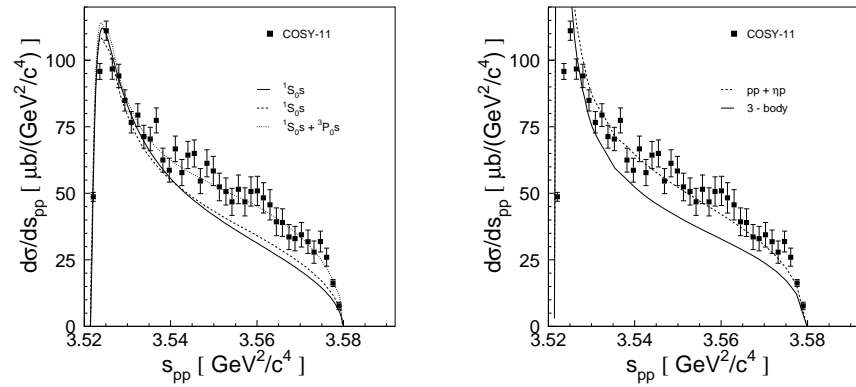 dσ/ds_pp [ μb/(GeV²/c⁴) ]
100
75
50
25
0
COSY-11
¹S₀s
¹S₀s
¹S₀s + ³P₀s
3.52 3.54 3.56 3.58
s_pp [ GeV²/c⁴ ]
dσ/ds_pp [ μb/(GeV²/c⁴) ]
100
75
50
25
0
COSY-11
pp + ηp
3 - body
3.52 3.54 3.56 3.58
s_pp [ GeV²/c⁴ ]